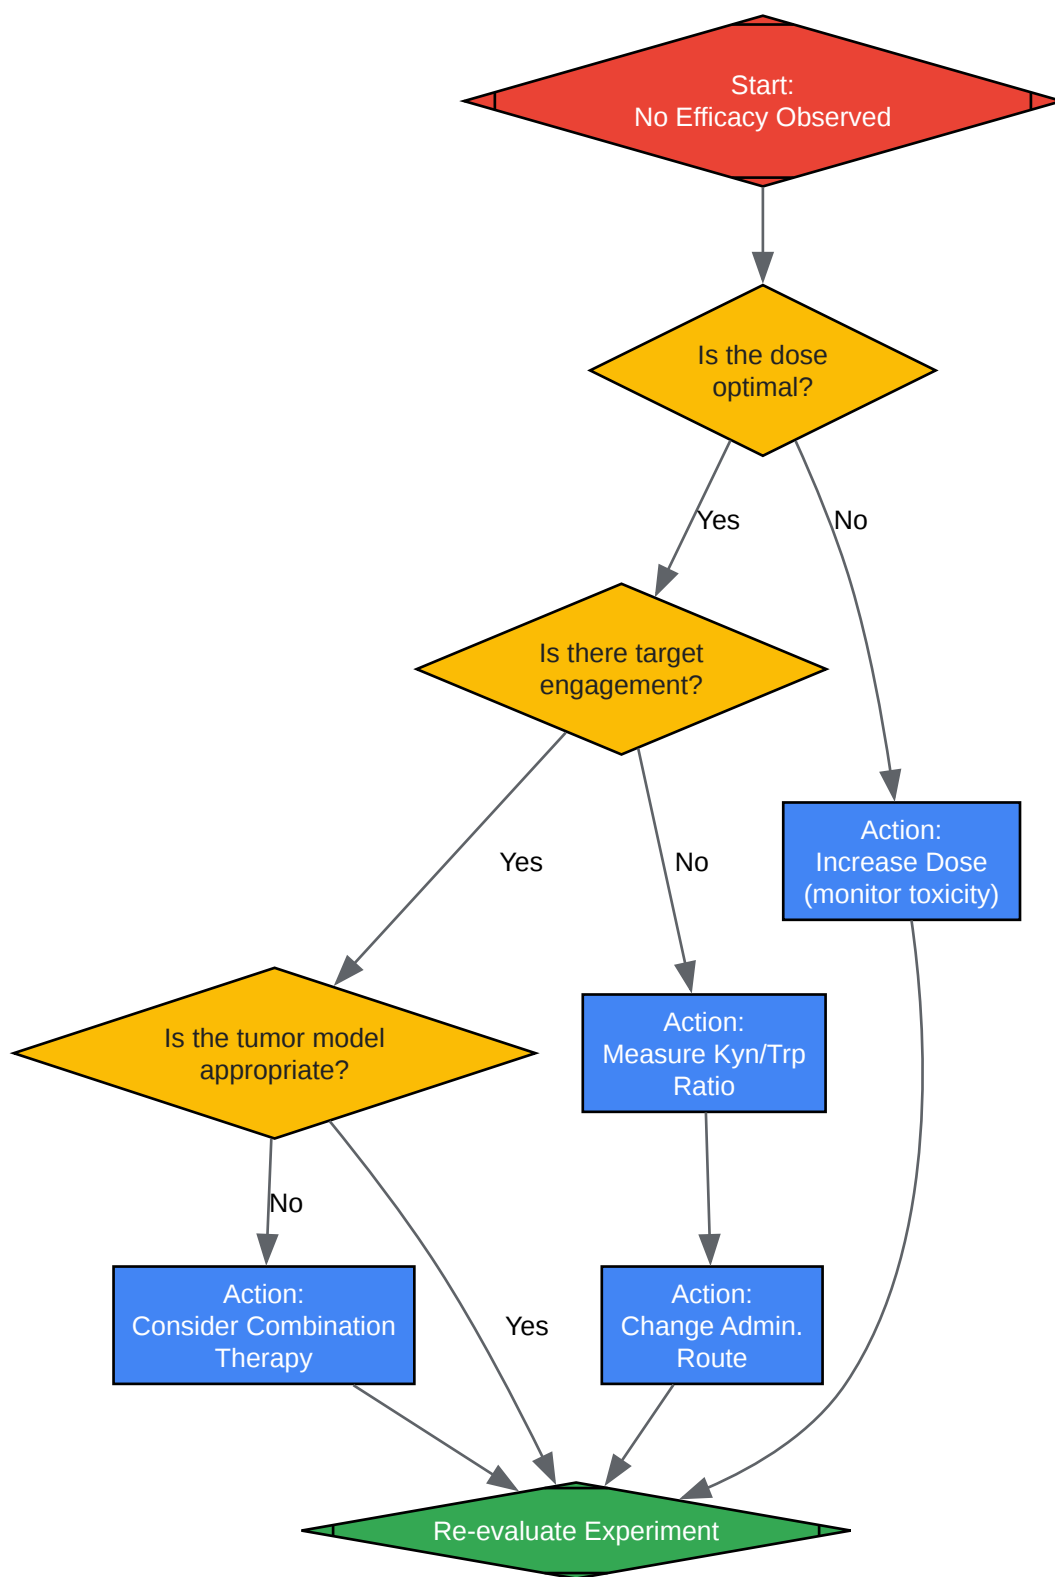 Start:
No Efficacy Observed
Is the dose
optimal?
Yes
No
Is there target
engagement?
Action:
Increase Dose
(monitor toxicity)
Yes
No
Is the tumor model
appropriate?
Action:
Measure Kyn/Trp
Ratio
No
Yes
Action:
Consider Combination
Therapy
Action:
Change Admin.
Route
Re-evaluate Experiment